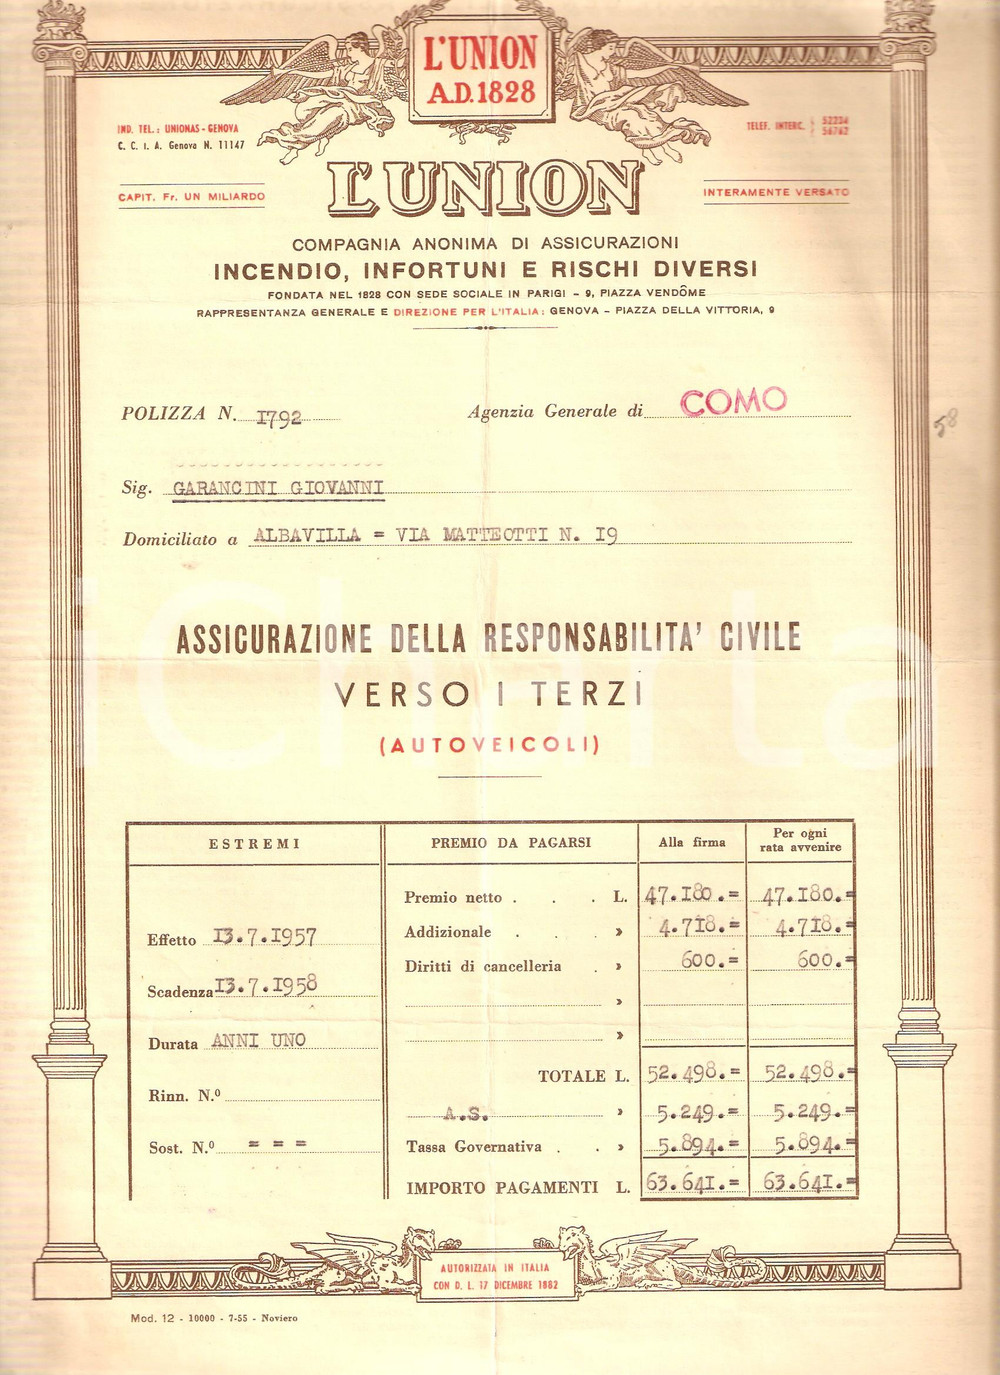 L'UNION
A.D. 1828
IND. TEL.: UNIONAS - GENOVA
C. C. I. A. Genova N. 11147
TELEF. INTERC. 52234
56762
CAPIT. Fr. UN MILIARDO
INTERAMENTE VERSATO
L'UNION
COMPAGNIA ANONIMA DI ASSICURAZIONI
INCENDIO, INFORTUNI E RISCHI DIVERSI
FONDATA NEL 1828 CON SEDE SOCIALE IN PARIGI - 9, PIAZZA VENDÔME
RAPPRESENTANZA GENERALE E DIREZIONE PER L'ITALIA: GENOVA - PIAZZA DELLA VITTORIA, 9
POLIZZA N. 1792 Agenzia Generale di COMO
58
Sig. GARANCINI GIOVANNI
Domiciliato a ALBAVILLA = VIA MATTEOTTI N. 19
iCharta
ASSICURAZIONE DELLA RESPONSABILITA' CIVILE
VERSO I TERZI
(AUTOVEICOLI)
ESTREMI
Effetto 13.7.1957
Scadenza 13.7.1958
Durata ANNI UNO
Rinn. N.º
Sost. N.º = = =
PREMIO DA PAGARSI Alla firma Per ogni rata avvenire
Premio netto . . . L. 47.180.= 47.180.=
Addizionale . . » 4.718.= 4.718.=
Diritti di cancelleria . » 600.= 600.=
»
»
TOTALE L. 52.498.= 52.498.=
A.S. » 5.249.= 5.249.=
Tassa Governativa . . » 5.894.= 5.894.=
IMPORTO PAGAMENTI L. 63.641.= 63.641.=
AUTORIZZATA IN ITALIA
CON D. L. 17 DICEMBRE 1882
Mod. 12 - 10000 - 7-55 - Noviero